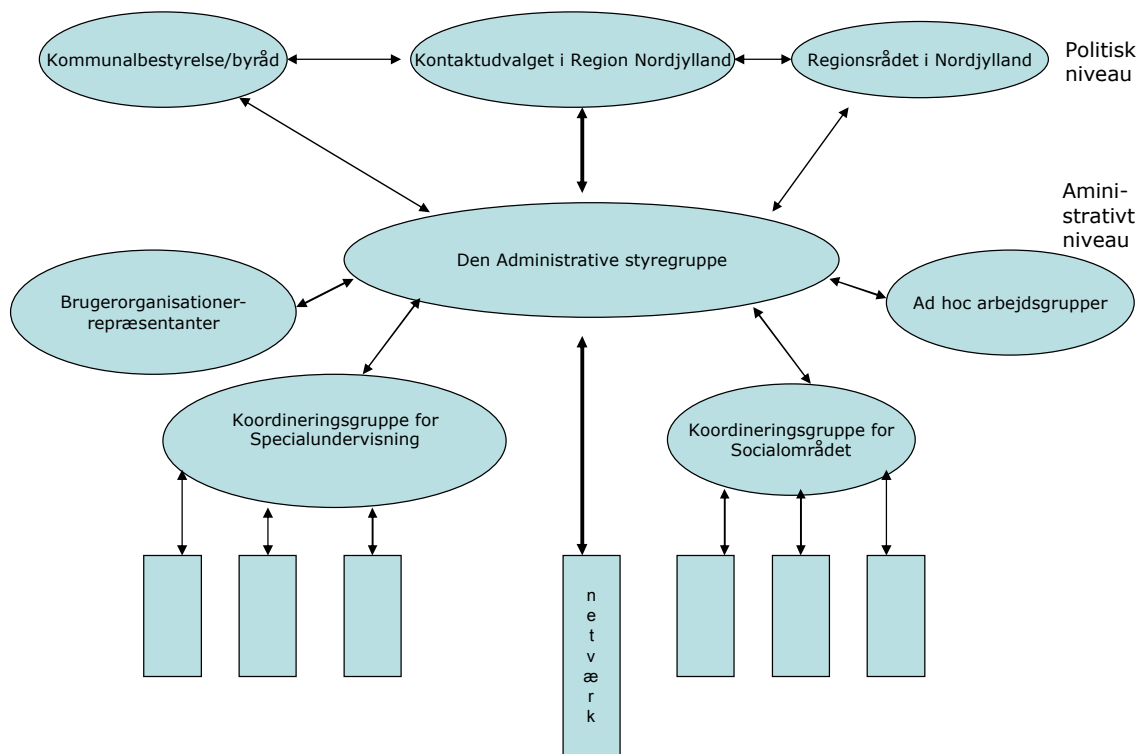 Kommunalbestyrelse/byråd
Kontaktudvalget i Region Nordjylland
Regionsrådet i Nordjylland
Politisk
niveau
Amini-
strativt
niveau
Den Administrative styregruppe
Brugerorganisationer-
repræsentanter
Ad hoc arbejdsgrupper
Koordineringsgruppe for
Specialundervisning
Koordineringsgruppe for
Socialområdet
netværk